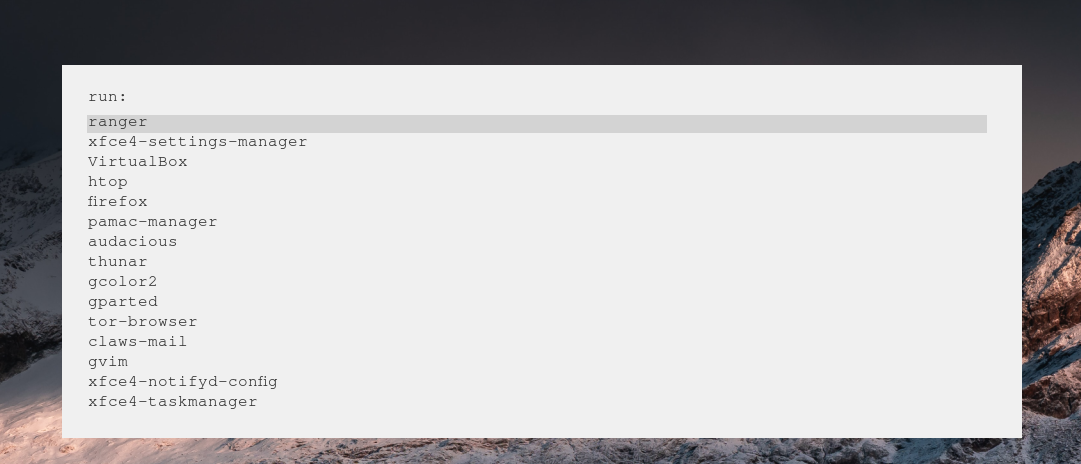 run:
ranger
xfce4-settings-manager
VirtualBox
htop
firefox
pamac-manager
audacious
thunar
gcolor2
gparted
tor-browser
claws-mail
gvim
xfce4-notifyd-config
xfce4-taskmanager